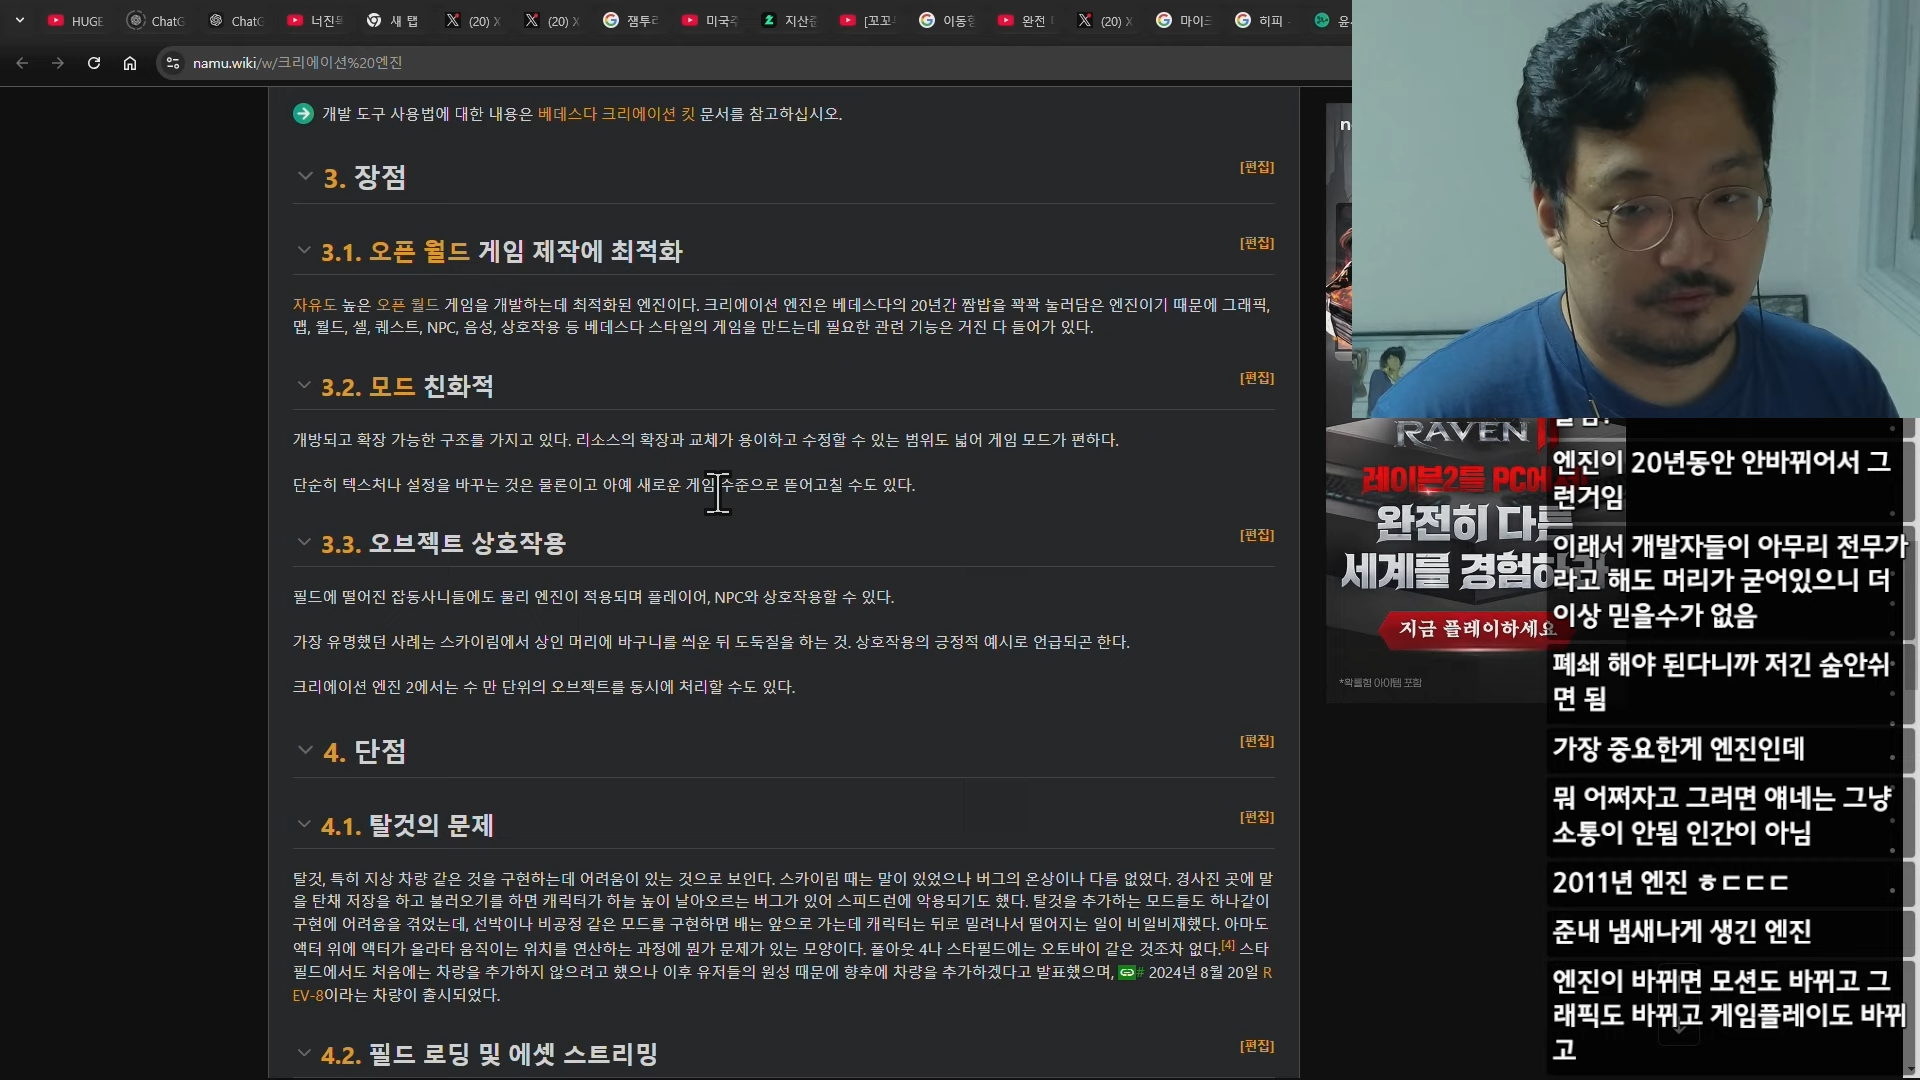 HUGE
ChatG
ChatG
너진
새 탭
(20) X
(20) X
잼투리
미국주
지산
[꼬꼬
이동
완전
(20) X
마이
히피
윤
namu.wiki/w/크리에이션%20엔진
개발 도구 사용법에 대한 내용은 베데스다 크리에이션 킷 문서를 참고하십시오.
3. 장점
[편집]
3.1. 오픈 월드 게임 제작에 최적화
[편집]
자유도 높은 오픈 월드 게임을 개발하는데 최적화된 엔진이다. 크리에이션 엔진은 베데스다의 20년간 짬밥을 꽉꽉 눌러담은 엔진이기 때문에 그래픽,
맵, 월드, 셀, 퀘스트, NPC, 음성, 상호작용 등 베데스다 스타일의 게임을 만드는데 필요한 관련 기능은 거진 다 들어가 있다.
3.2. 모드 친화적
[편집]
개방되고 확장 가능한 구조를 가지고 있다. 리소스의 확장과 교체가 용이하고 수정할 수 있는 범위도 넓어 게임 모드가 편하다.
단순히 텍스처나 설정을 바꾸는 것은 물론이고 아예 새로운 게임 수준으로 뜯어고칠 수도 있다.
3.3. 오브젝트 상호작용
[편집]
필드에 떨어진 잡동사니들에도 물리 엔진이 적용되며 플레이어, NPC와 상호작용할 수 있다.
가장 유명했던 사례는 스카이림에서 상인 머리에 바구니를 씌운 뒤 도둑질을 하는 것. 상호작용의 긍정적 예시로 언급되곤 한다.
크리에이션 엔진 2에서는 수 만 단위의 오브젝트를 동시에 처리할 수도 있다.
4. 단점
[편집]
4.1. 탈것의 문제
[편집]
탈것, 특히 지상 차량 같은 것을 구현하는데 어려움이 있는 것으로 보인다. 스카이림 때는 말이 있었으나 버그의 온상이나 다름 없었다. 경사진 곳에 말
을 탄채 저장을 하고 불러오기를 하면 캐릭터가 하늘 높이 날아오르는 버그가 있어 스피드런에 악용되기도 했다. 탈것을 추가하는 모드들도 하나같이
구현에 어려움을 겪었는데, 선박이나 비공정 같은 모드를 구현하면 배는 앞으로 가는데 캐릭터는 뒤로 밀려나서 떨어지는 일이 비일비재했다. 아마도
액터 위에 액터가 올라타 움직이는 위치를 연산하는 과정에 뭔가 문제가 있는 모양이다. 폴아웃 4나 스타필드에는 오토바이 같은 것조차 없다.[4] 스타
필드에서도 처음에는 차량을 추가하지 않으려고 했으나 이후 유저들의 원성 때문에 향후에 차량을 추가하겠다고 발표했으며, # 2024년 8월 20일 R
EV-8이라는 차량이 출시되었다.
4.2. 필드 로딩 및 에셋 스트리밍
[편집]
RAVEN
레이븐2를 PC에
완전히 다른
세계를 경험하
지금 플레이하세요
*확률형 아이템 포함
엔진이 20년동안 안바뀌어서 그
런거임
이래서 개발자들이 아무리 전무가
라고 해도 머리가 굳어있으니 더
이상 믿을수가 없음
폐쇄 해야 된다니까 저긴 숨안쉬
면 됨
가장 중요한게 엔진인데
뭐 어쩌자고 그러면 얘네는 그냥
소통이 안됨 인간이 아님
2011년 엔진 ㅎㄷㄷㄷ
준내 냄새나게 생긴 엔진
엔진이 바뀌면 모션도 바뀌고 그
래픽도 바뀌고 게임플레이도 바뀌
고